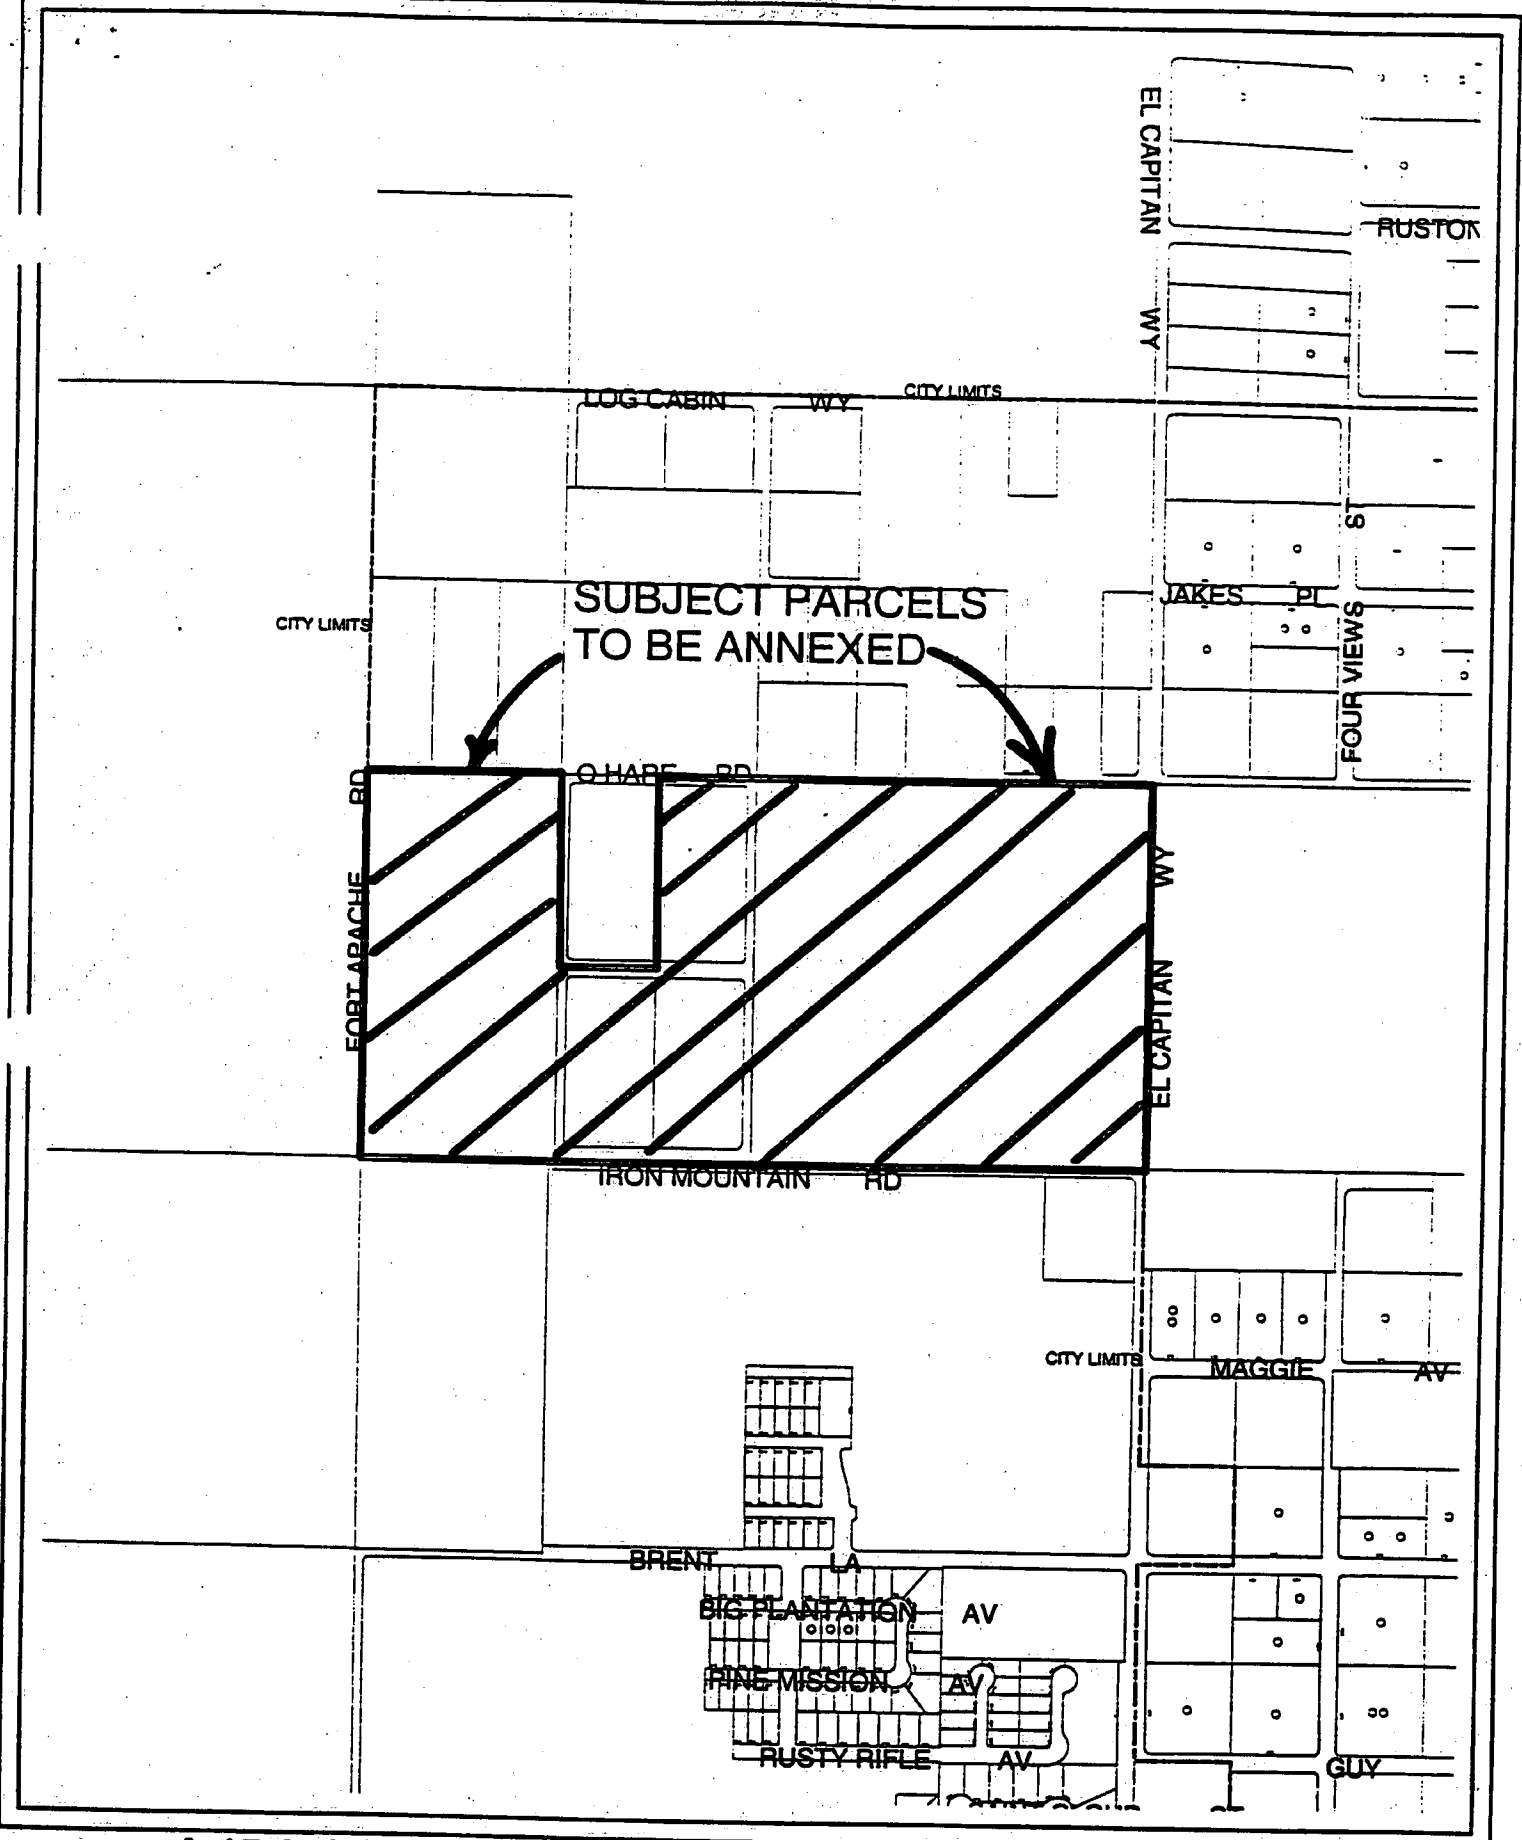 EL CAPITAN WY
RUSTON
LOG CABIN WY
CITY LIMITS
ST
FOUR VIEWS
JAKES PL
CITY LIMITS
SUBJECT PARCELS
TO BE ANNEXED
O HARE RD
FORT APACHE RD
EL CAPITAN WY
IRON MOUNTAIN RD
CITY LIMITS
MAGGIE AV
BRENT LA
BIG PLANTATION AV
PINE MISSION AV
RUSTY RIFLE AV
GUY